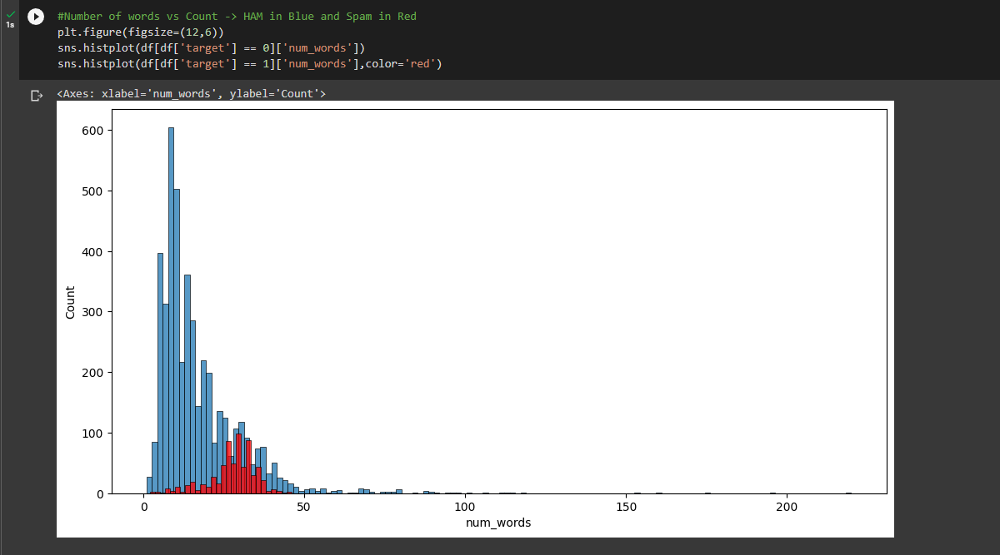 #Number of words vs Count -> HAM in Blue and Spam in Red
1s
plt.figure(figsize=(12,6))
sns.histplot(df[df['target'] == 0]['num_words'])
sns.histplot(df[df['target'] == 1]['num_words'],color='red')
<Axes: xlabel='num_words', ylabel='Count'>
600
500
400
300
200
100
0
Count
0 50 100 150 200
num_words